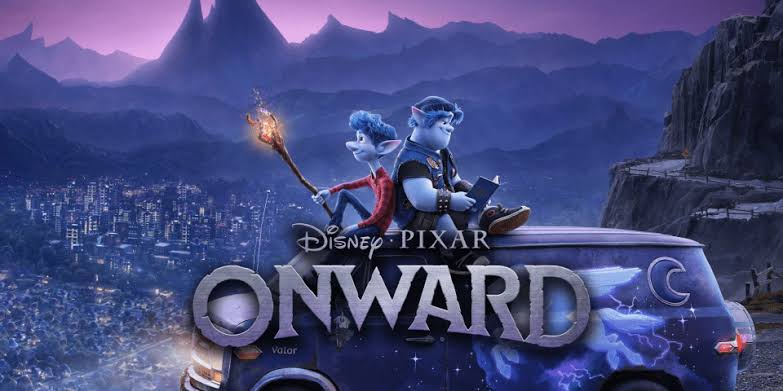 Disney · PIXAR
ONWARD
Valor